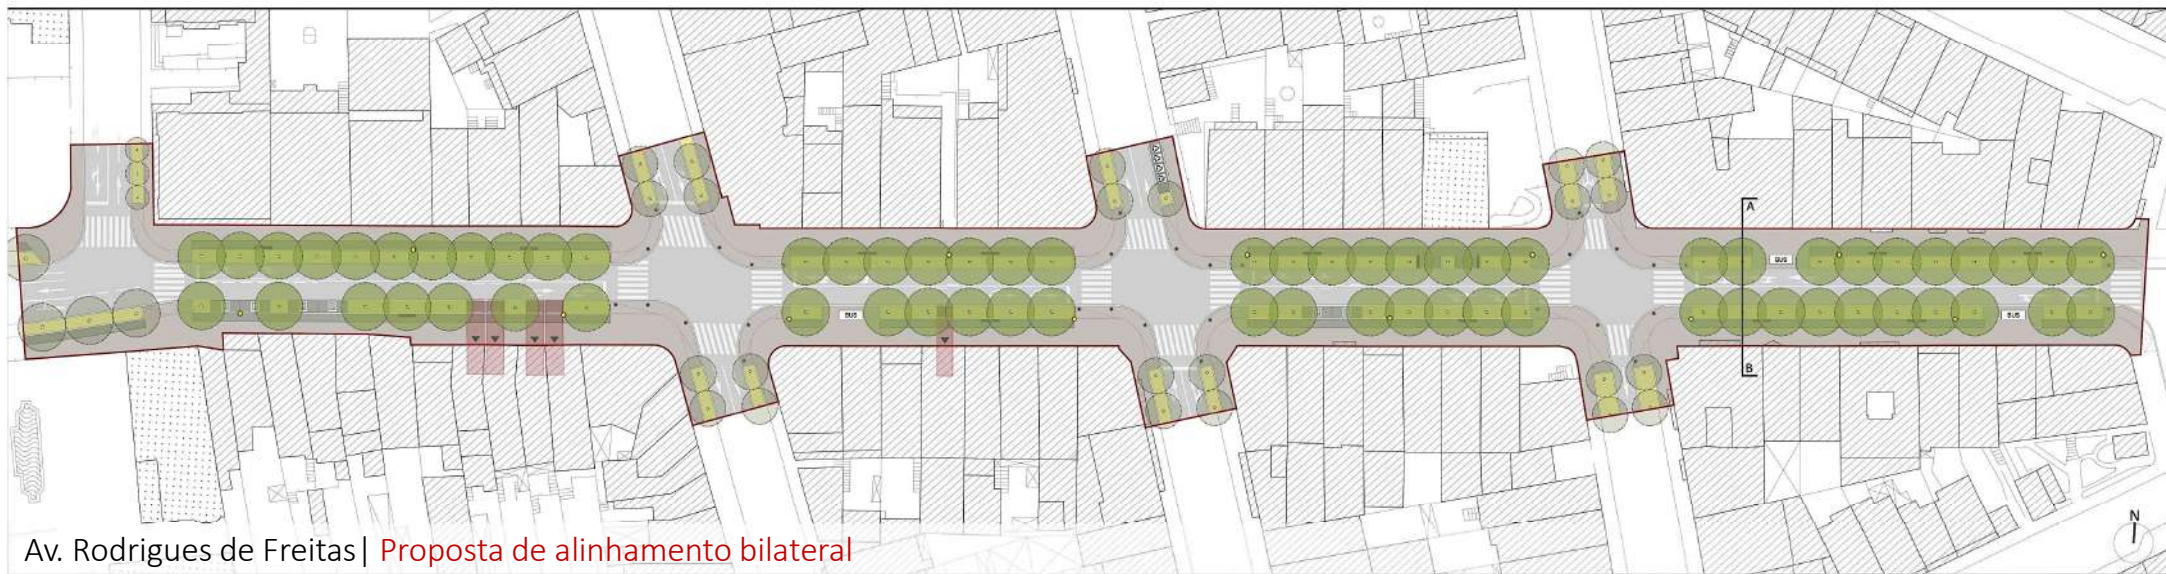 A
BUS
BUS
BUS
B
N
Av. Rodrigues de Freitas| Proposta de alinhamento bilateral